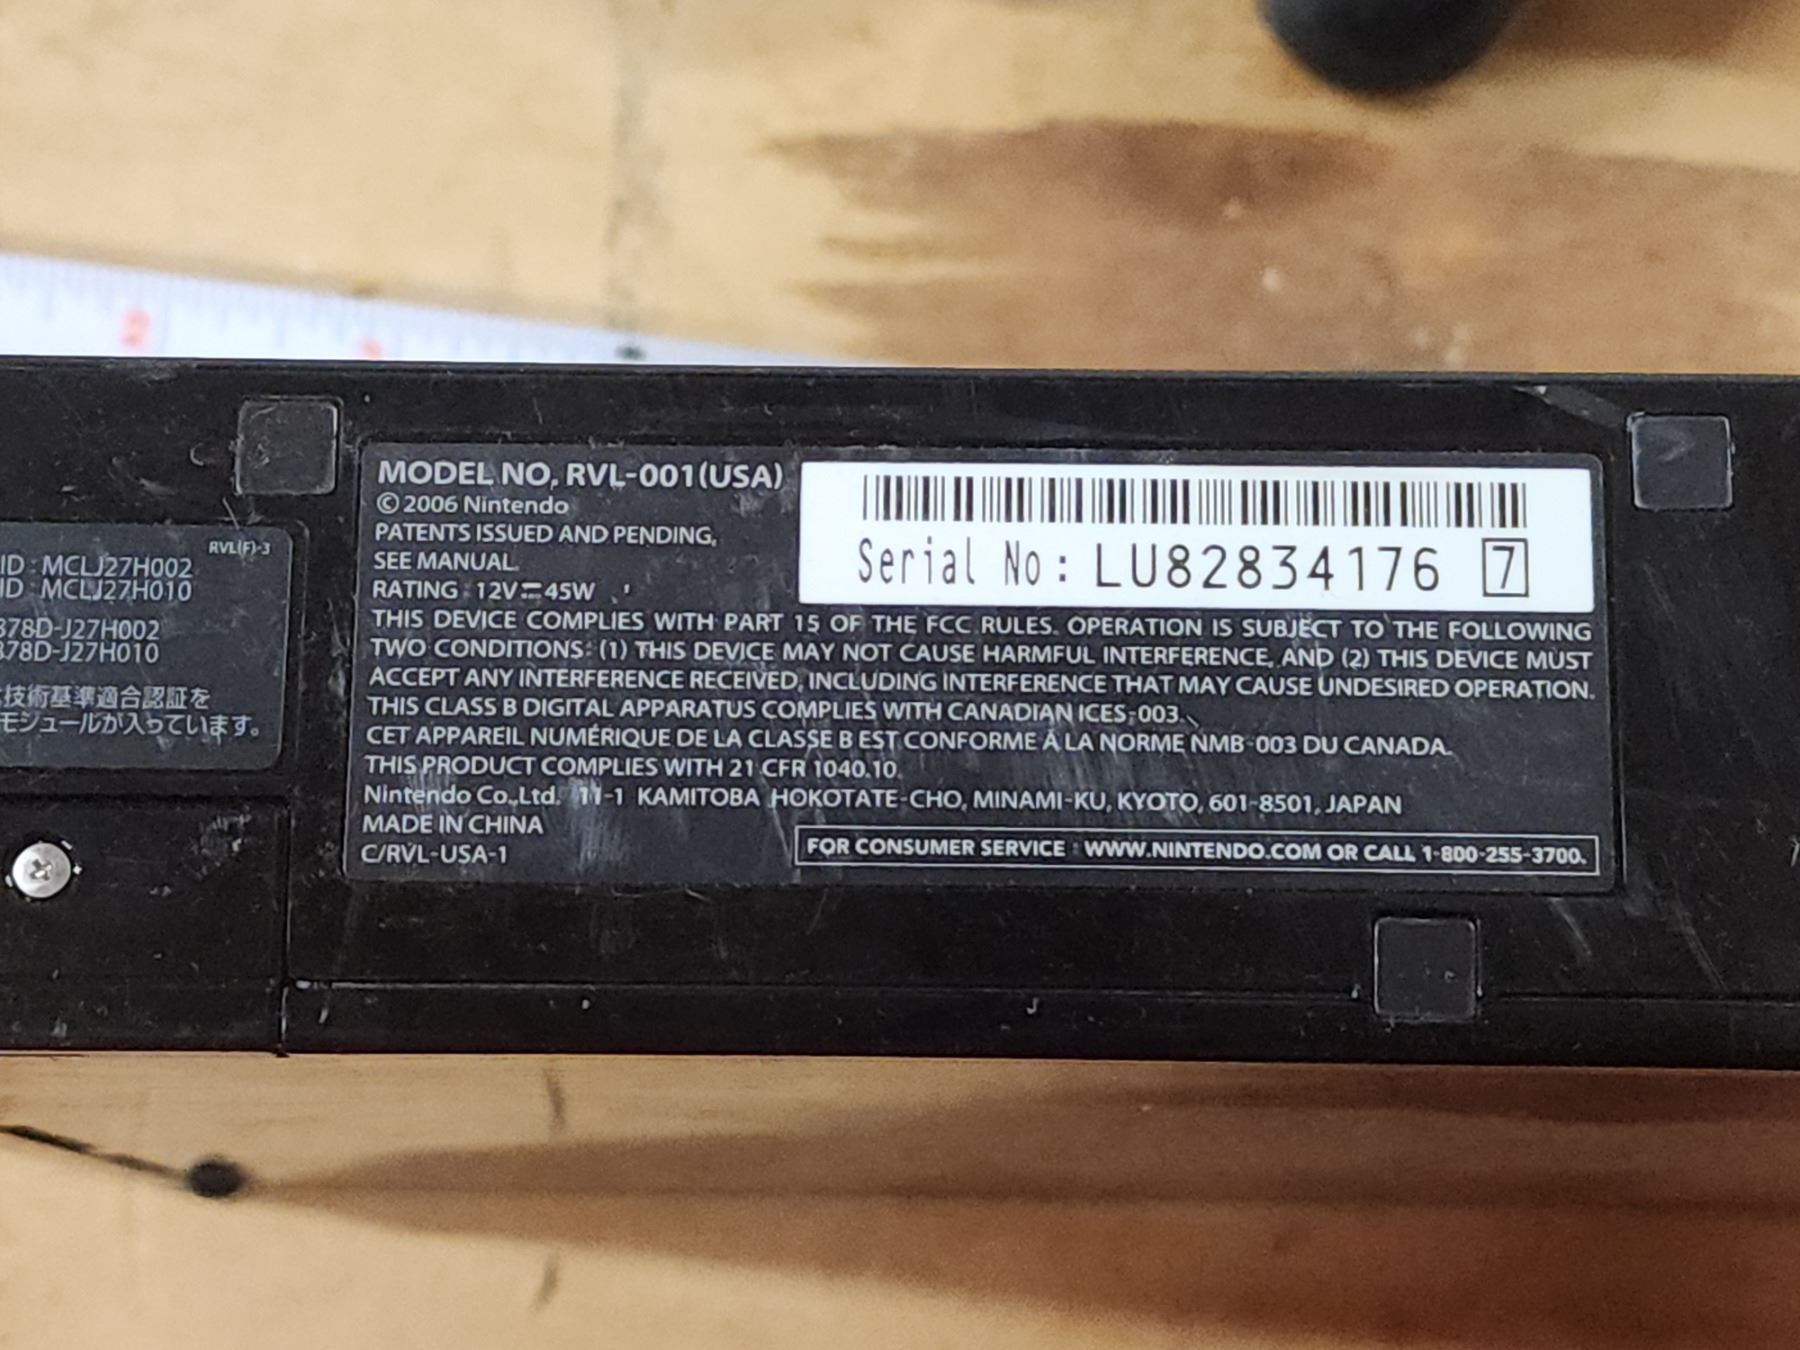 2
RVL(F)-3
ID : MCLJ27H002
ID : MCLJ27H010
878D-J27H002
878D-J27H010
技術基準適合認証を
モジュールが入っています。
MODEL NO. RVL-001(USA)
© 2006 Nintendo
PATENTS ISSUED AND PENDING,
SEE MANUAL.
RATING : 12V⎓45W
Serial No: LU82834176 7
THIS DEVICE COMPLIES WITH PART 15 OF THE FCC RULES. OPERATION IS SUBJECT TO THE FOLLOWING
TWO CONDITIONS: (1) THIS DEVICE MAY NOT CAUSE HARMFUL INTERFERENCE, AND (2) THIS DEVICE MUST
ACCEPT ANY INTERFERENCE RECEIVED, INCLUDING INTERFERENCE THAT MAY CAUSE UNDESIRED OPERATION.
THIS CLASS B DIGITAL APPARATUS COMPLIES WITH CANADIAN ICES-003.
CET APPAREIL NUMÉRIQUE DE LA CLASSE B EST CONFORME À LA NORME NMB-003 DU CANADA.
THIS PRODUCT COMPLIES WITH 21 CFR 1040.10.
Nintendo Co.,Ltd. 11-1 KAMITOBA HOKOTATE-CHO, MINAMI-KU, KYOTO, 601-8501, JAPAN
MADE IN CHINA
C/RVL-USA-1
FOR CONSUMER SERVICE : WWW.NINTENDO.COM OR CALL 1-800-255-3700.